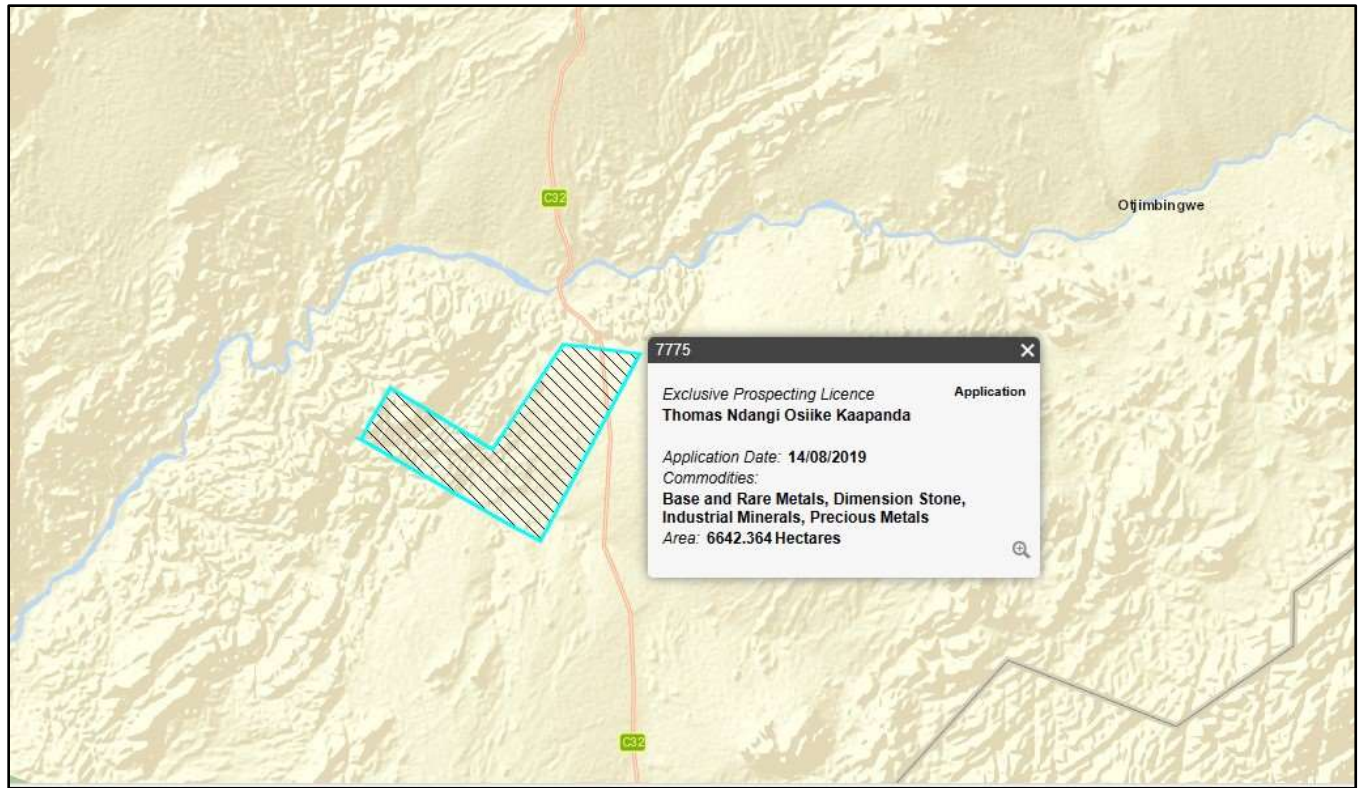 C32
Otjimbingwe
7775
Exclusive Prospecting Licence
Application
Thomas Ndangi Osiike Kaapanda
Application Date: 14/08/2019
Commodities:
Base and Rare Metals, Dimension Stone,
Industrial Minerals, Precious Metals
Area: 6642.364 Hectares
C32